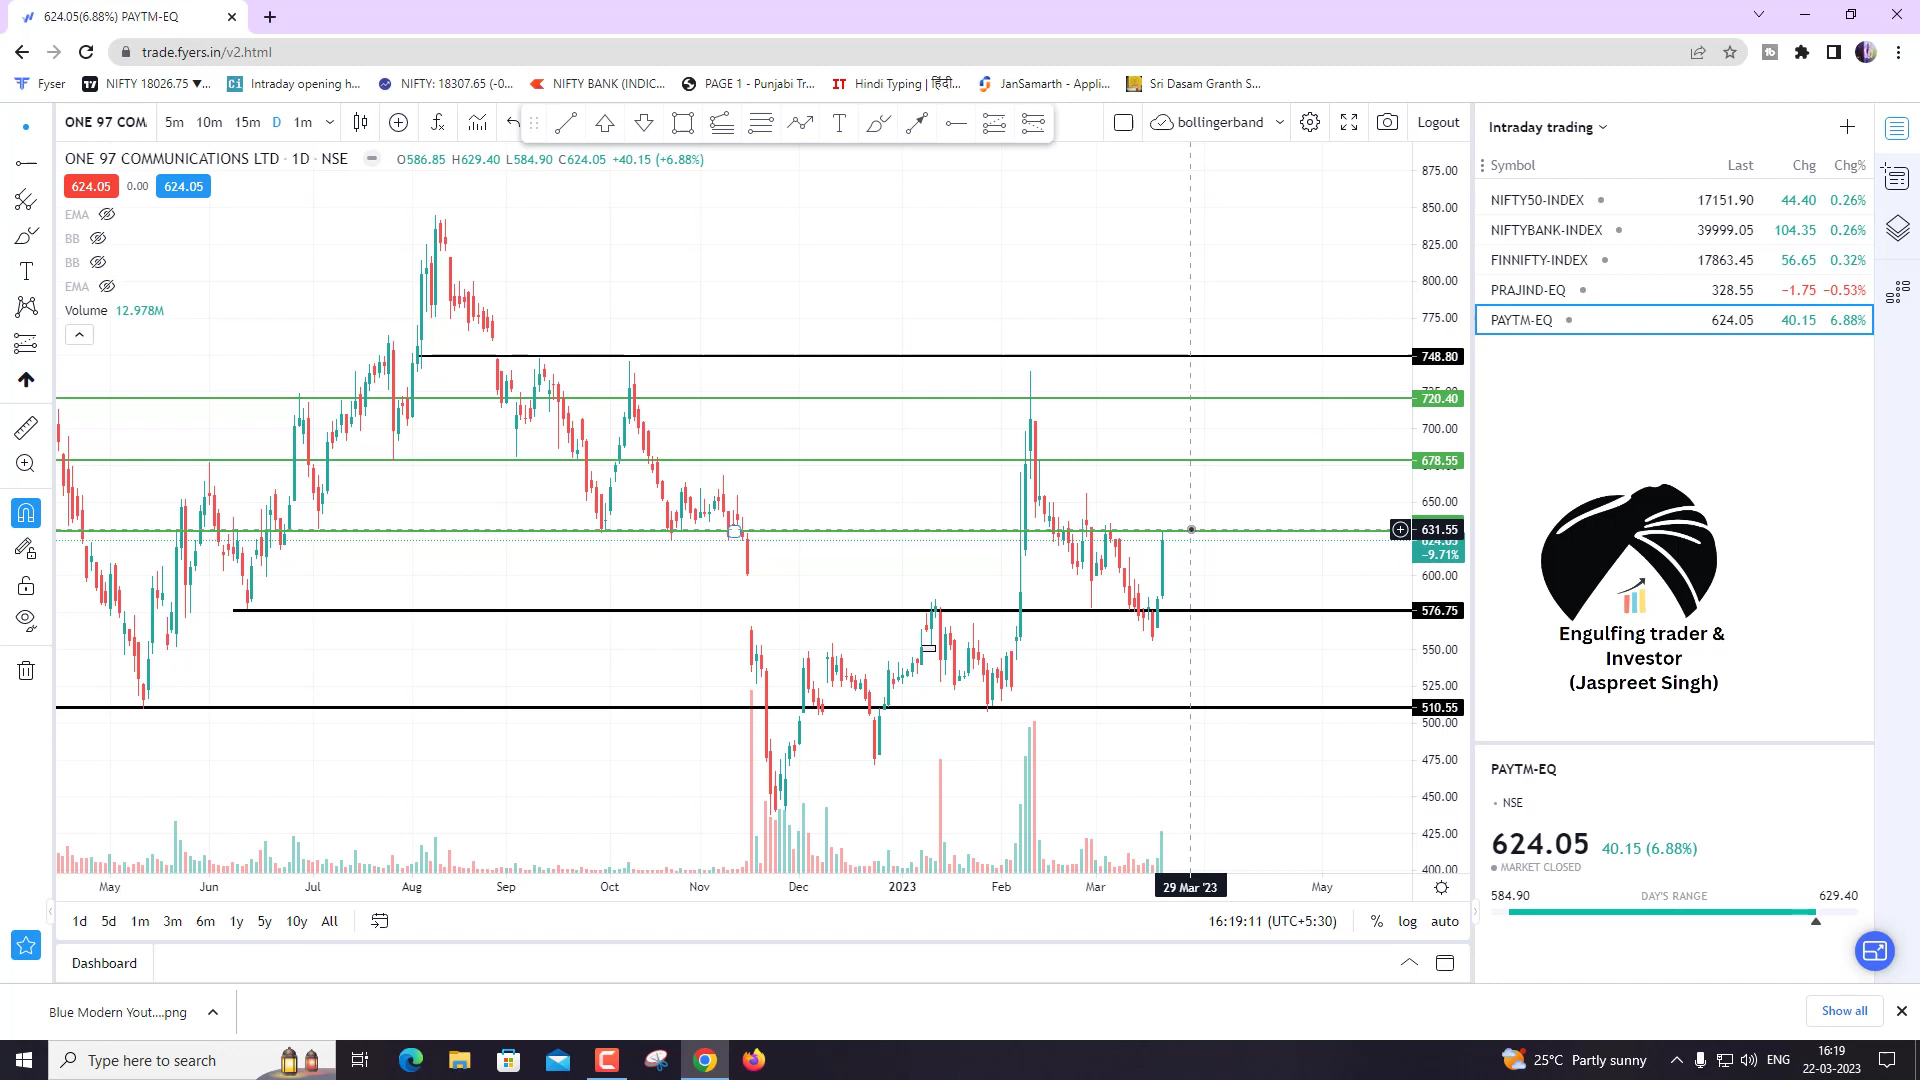 624.05(6.88%) PAYTM-EQ
trade.fyers.in/v2.html
Fyser
NIFTY 18026.75 ▼...
Intraday opening h...
NIFTY: 18307.65 (-0...
NIFTY BANK (INDIC...
PAGE 1 - Punjabi Tr...
Hindi Typing | हिंदी...
JanSamarth - Appli...
Sri Dasam Granth S...
ONE 97 COM
5m 10m 15m D 1m
bollingerband
Logout
ONE 97 COMMUNICATIONS LTD · 1D · NSE
O586.85 H629.40 L584.90 C624.05 +40.15 (+6.88%)
624.05 0.00 624.05
EMA
BB
BB
EMA
Volume 12.978M
875.00
850.00
825.00
800.00
775.00
748.80
720.40
700.00
678.55
650.00
631.55
624.05
−9.71%
600.00
576.75
550.00
525.00
510.55
500.00
475.00
450.00
425.00
400.00
May Jun Jul Aug Sep Oct Nov Dec 2023 Feb Mar 29 Mar '23 May
1d 5d 1m 3m 6m 1y 5y 10y All
16:19:11 (UTC+5:30) % log auto
Dashboard
Intraday trading
Symbol Last Chg Chg%
NIFTY50-INDEX 17151.90 44.40 0.26%
NIFTYBANK-INDEX 39999.05 104.35 0.26%
FINNIFTY-INDEX 17863.45 56.65 0.32%
PRAJIND-EQ 328.55 −1.75 −0.53%
PAYTM-EQ 624.05 40.15 6.88%
Engulfing trader &
Investor
(Jaspreet Singh)
PAYTM-EQ
NSE
624.05 40.15 (6.88%)
MARKET CLOSED
584.90 DAY'S RANGE 629.40
Blue Modern Yout....png
Show all
Type here to search
25°C Partly sunny
ENG
16:19
22-03-2023